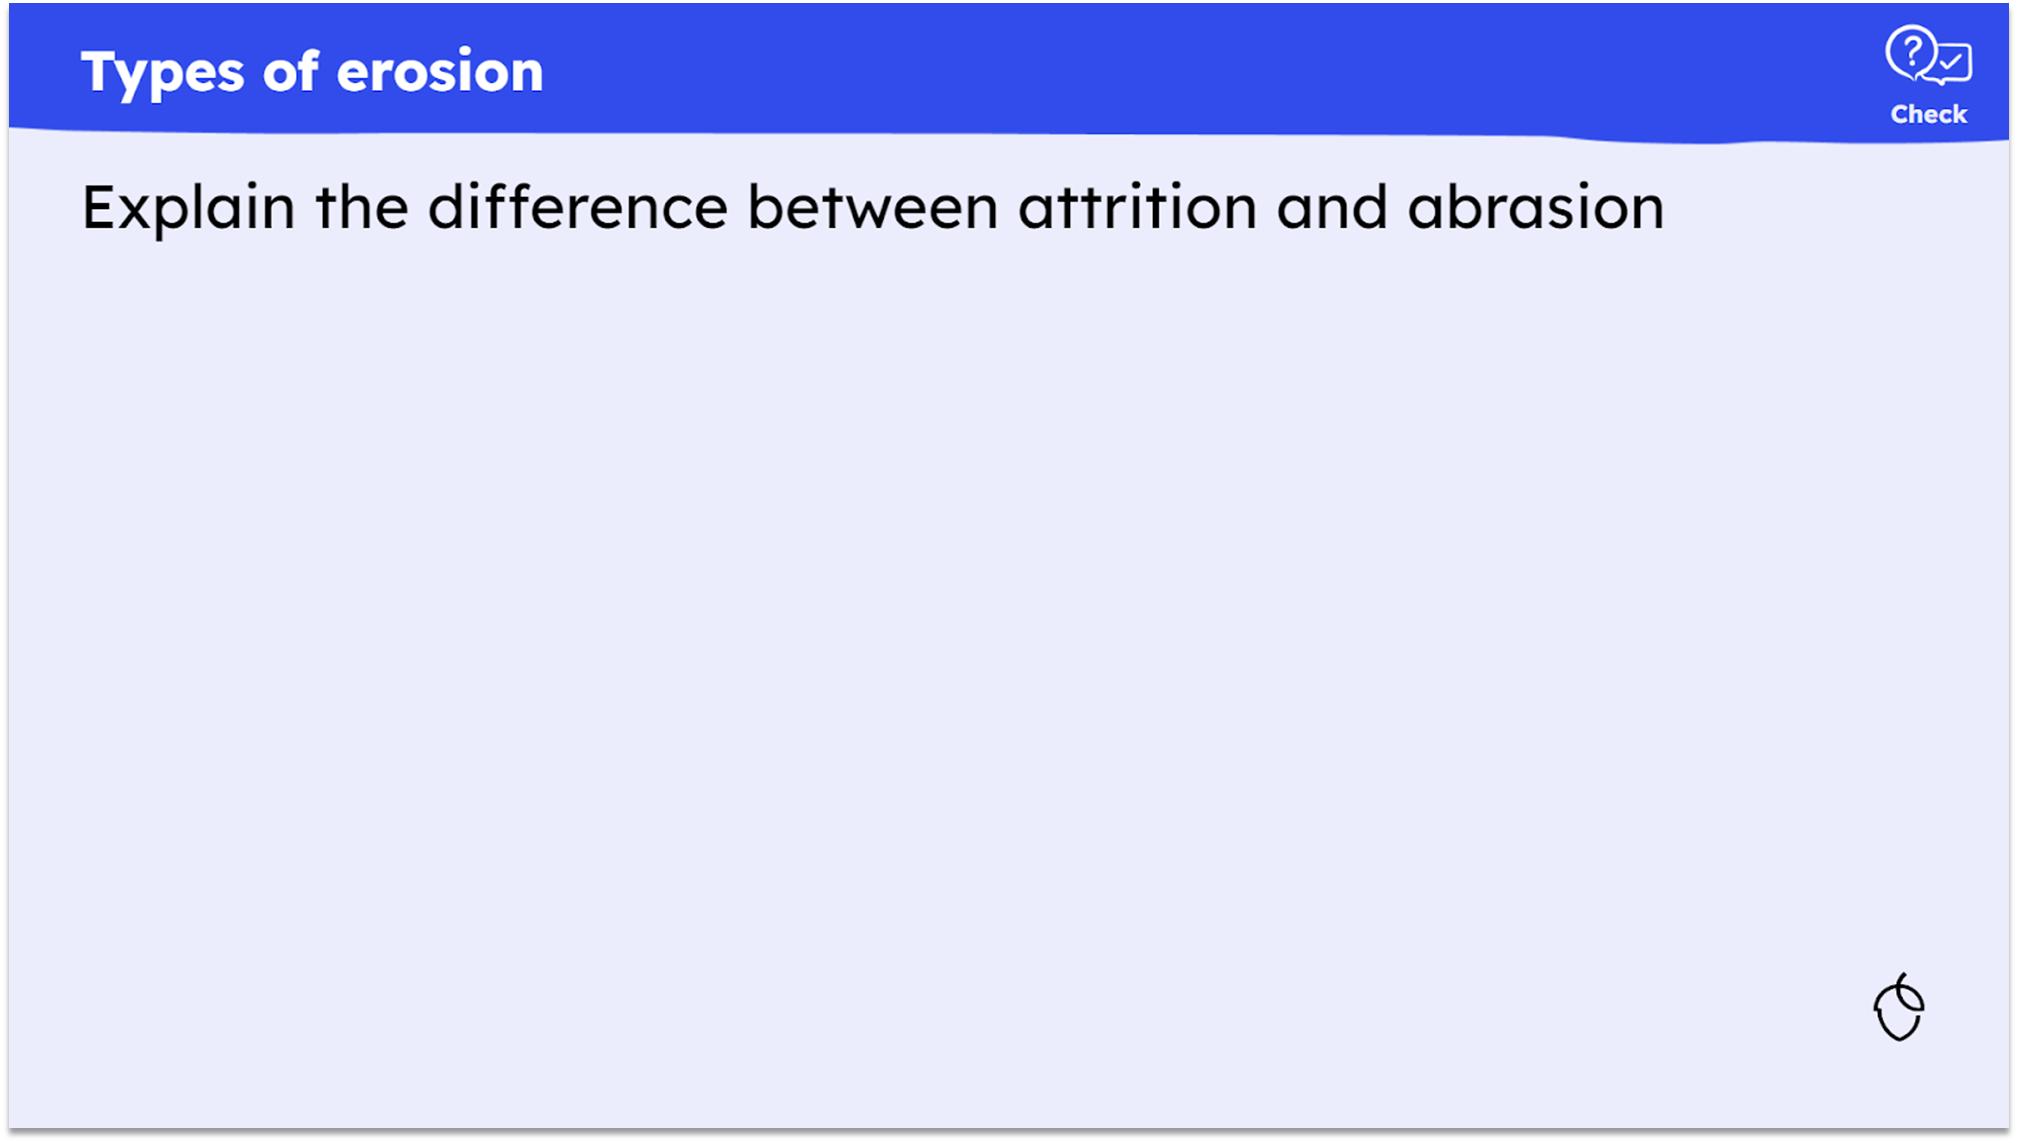 Types of erosion
?
Check
Explain the difference between attrition and abrasion